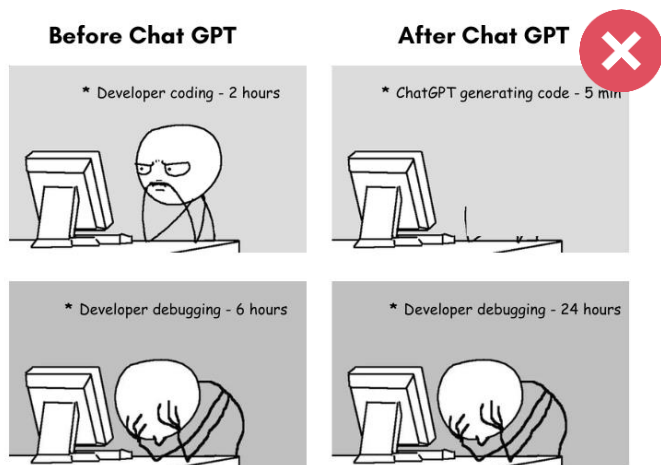 Before Chat GPT
After Chat GPT
* Developer coding - 2 hours
* ChatGPT generating code - 5 min
* Developer debugging - 6 hours
* Developer debugging - 24 hours